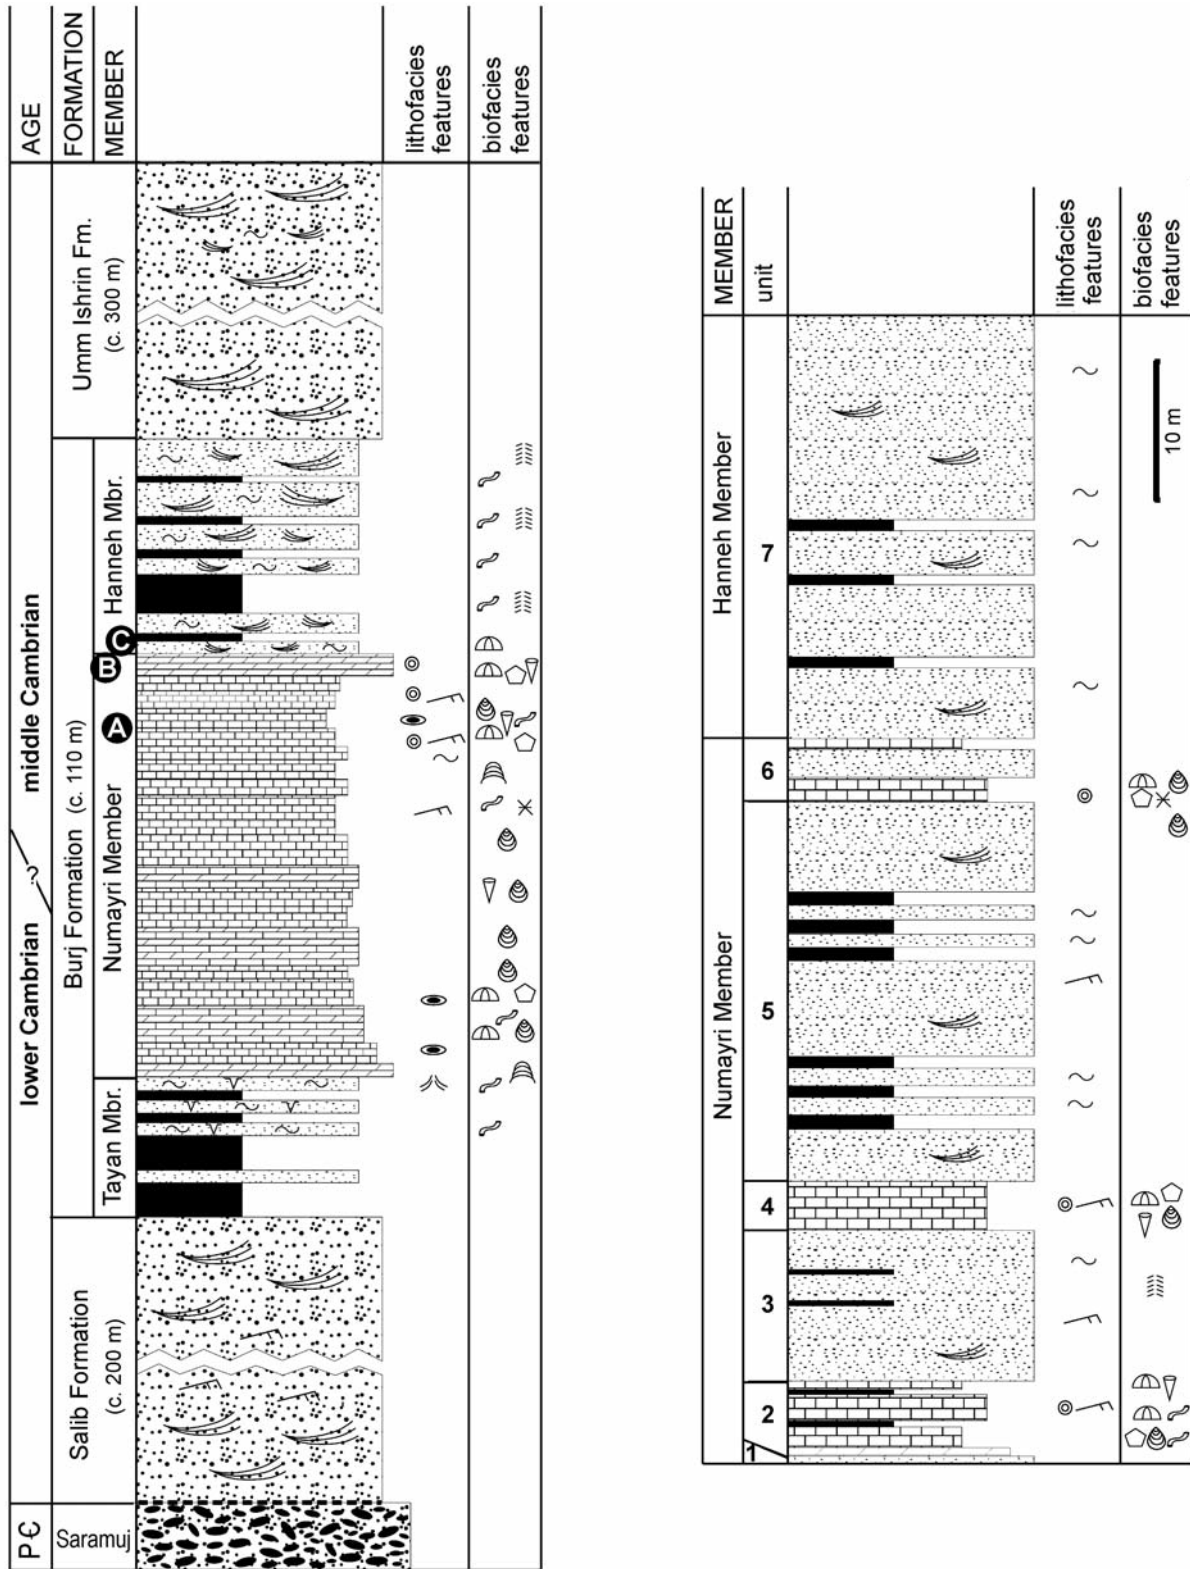 AGE
FORMATION
MEMBER
lithofacies
features
biofacies
features
Umm Ishrin Fm.
(c. 300 m)
middle Cambrian
?
lower Cambrian
Burj Formation (c. 110 m)
Hanneh Mbr.
C
B
A
Numayri Member
Tayan Mbr.
Salib Formation
(c. 200 m)
PЄ
Saramuj
MEMBER
unit
lithofacies
features
biofacies
features
Hanneh Member
7
10 m
Numayri Member
6
5
4
3
2
1